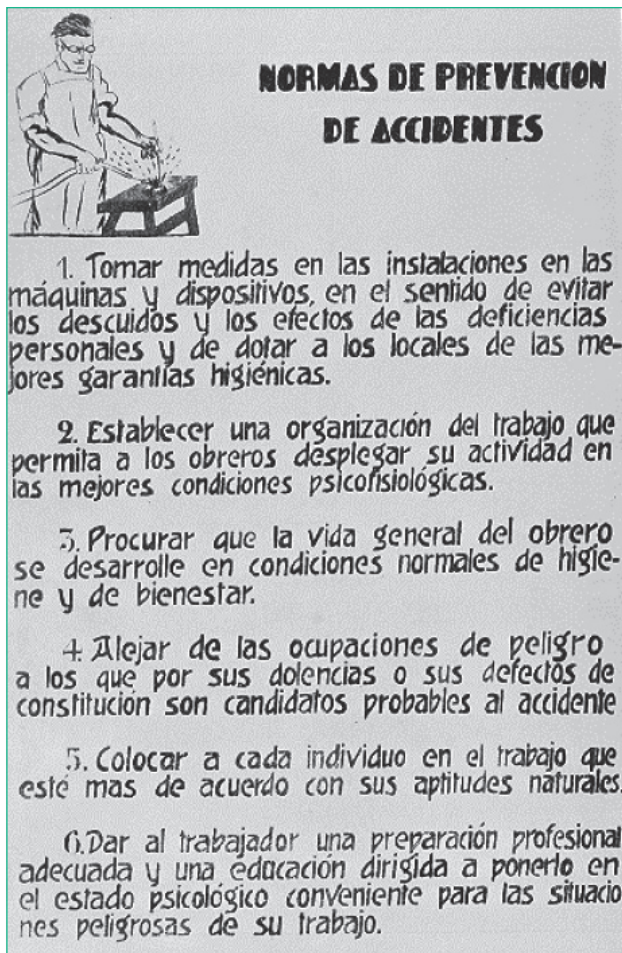 NORMAS DE PREVENCION
DE ACCIDENTES
1. Tomar medidas en las instalaciones en las
máquinas y dispositivos, en el sentido de evitar
los descuidos y los efectos de las deficiencias
personales y de dotar a los locales de las me-
jores garantías higiénicas.
2. Establecer una organización del trabajo que
permita a los obreros desplegar su actividad en
las mejores condiciones psicofisiológicas.
3. Procurar que la vida general del obrero
se desarrolle en condiciones normales de higie-
ne y de bienestar.
4. Alejar de las ocupaciones de peligro
a los que por sus dolencias o sus defectos de
constitución son candidatos probables al accidente
5. Colocar a cada individuo en el trabajo que
esté mas de acuerdo con sus aptitudes naturales.
6. Dar al trabajador una preparación profesional
adecuada y una educación dirigida a ponerlo en
el estado psicológico conveniente para las situacio
nes peligrosas de su trabajo.